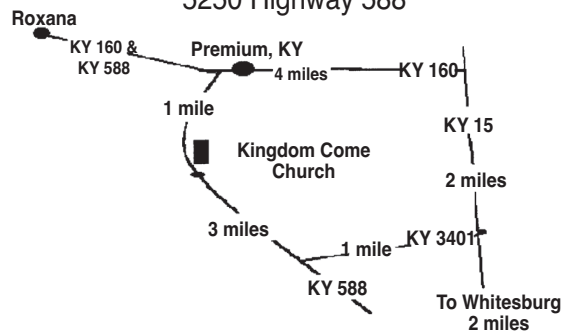 5250 Highway 588
Roxana
KY 160 &
KY 588
Premium, KY
4 miles
KY 160
1 mile
KY 15
Kingdom Come
Church
2 miles
3 miles
1 mile
KY 3401
KY 588
To Whitesburg
2 miles